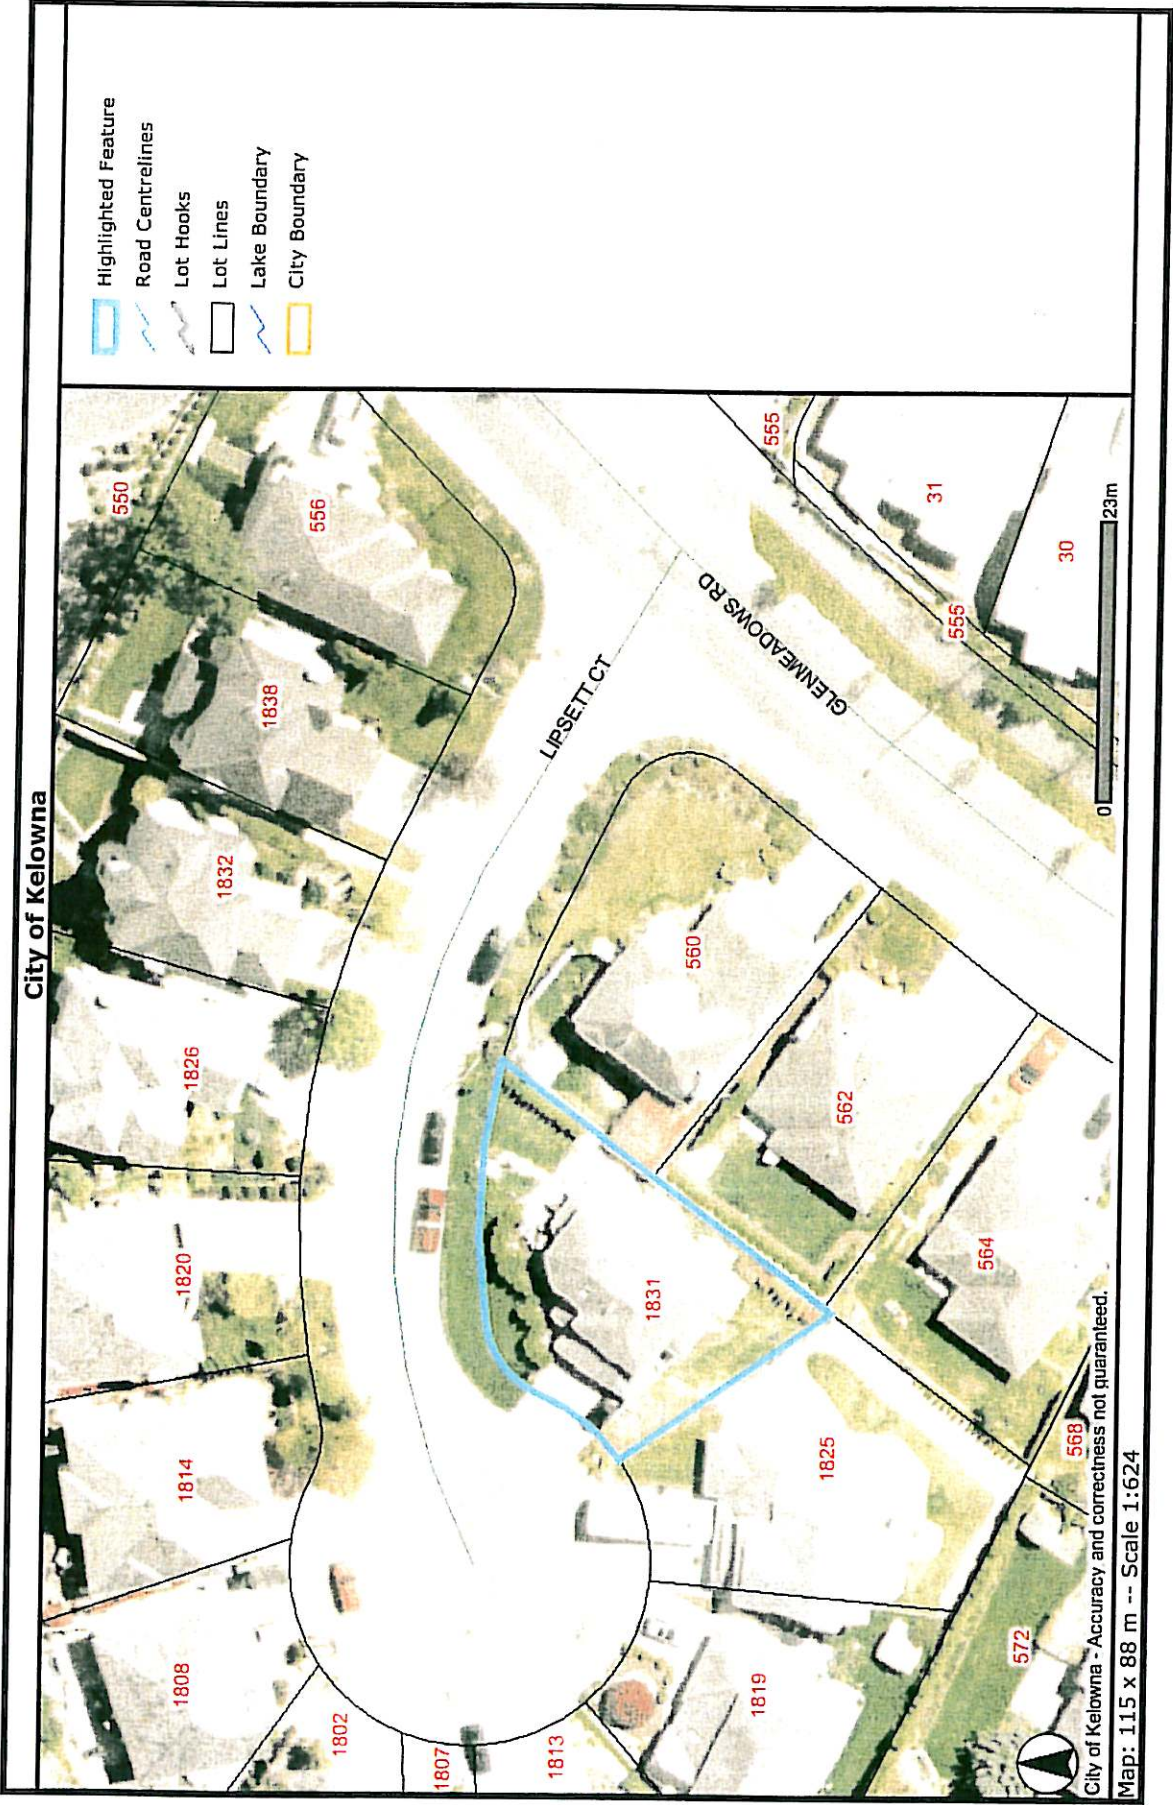 City of Kelowna
Highlighted Feature
Road Centrelines
Lot Hooks
Lot Lines
Lake Boundary
City Boundary
550
556
1838
1832
1826
1820
1814
1808
1802
1807
1813
1819
1825
1831
560
562
564
568
572
555
31
30
555
LIPSETT CT
GLENMEADOWS RD
0
23m
City of Kelowna - Accuracy and correctness not guaranteed.
Map: 115 x 88 m -- Scale 1:624